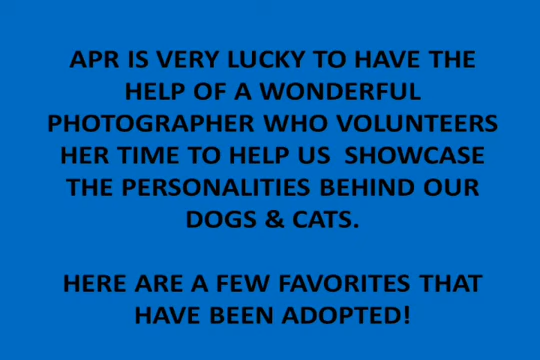 APR IS VERY LUCKY TO HAVE THE
HELP OF A WONDERFUL
PHOTOGRAPHER WHO VOLUNTEERS
HER TIME TO HELP US SHOWCASE
THE PERSONALITIES BEHIND OUR
DOGS & CATS.
HERE ARE A FEW FAVORITES THAT
HAVE BEEN ADOPTED!